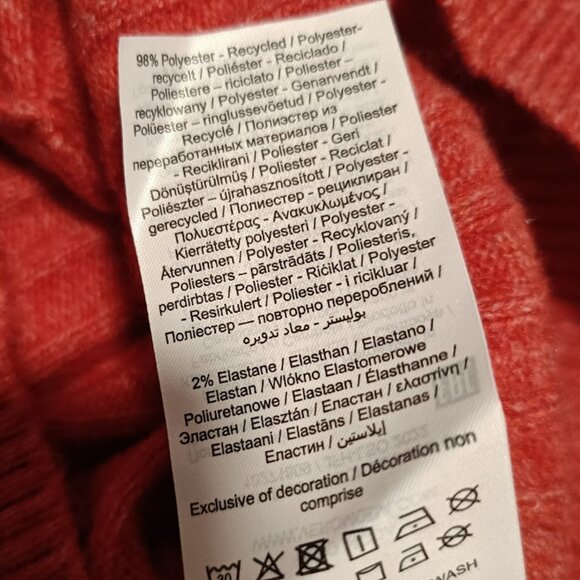 98% Polyester - Recycled / Polyester-
recycelt / Poliéster - Reciclado /
Poliestere – riciclato / Poliester –
recyklowany / Polyester - Genanvendt /
Polüester – ringlussevõetud / Polyester -
Recyclé / Полиэстер из
переработанных материалов / Poliester
- Reciklirani / Polyester - Geri
Dönüştürülmüş / Poliester - Reciclat /
Poliészter – újrahasznosított / Polyester -
gerecycled / Полиестер - рециклиран /
Πολυεστέρας - Ανακυκλωμένος /
Kierrätetty polyesteri / Polyester -
Återvunnen / Polyester - Recyklovaný /
Poliesters – pārstrādāts / Poliesteris,
perdirbtas / Poliester - Ričiklat / Polyester
- Resirkulert / Poliester - i ricikluar /
Поліестер — повторно перероблений /
بوليستر - معاد تدويره
2% Elastane / Elasthan / Elastano /
Elastan / Włókno Elastomerowe
Poliuretanowe / Elastaan / Élasthanne /
Эластан / Elasztán / Еластан / ελαστίνη /
Elastaani / Elastāns / Elastanas /
Еластин / إيلاستين
Exclusive of decoration / Décoration non
comprise
30
WASH